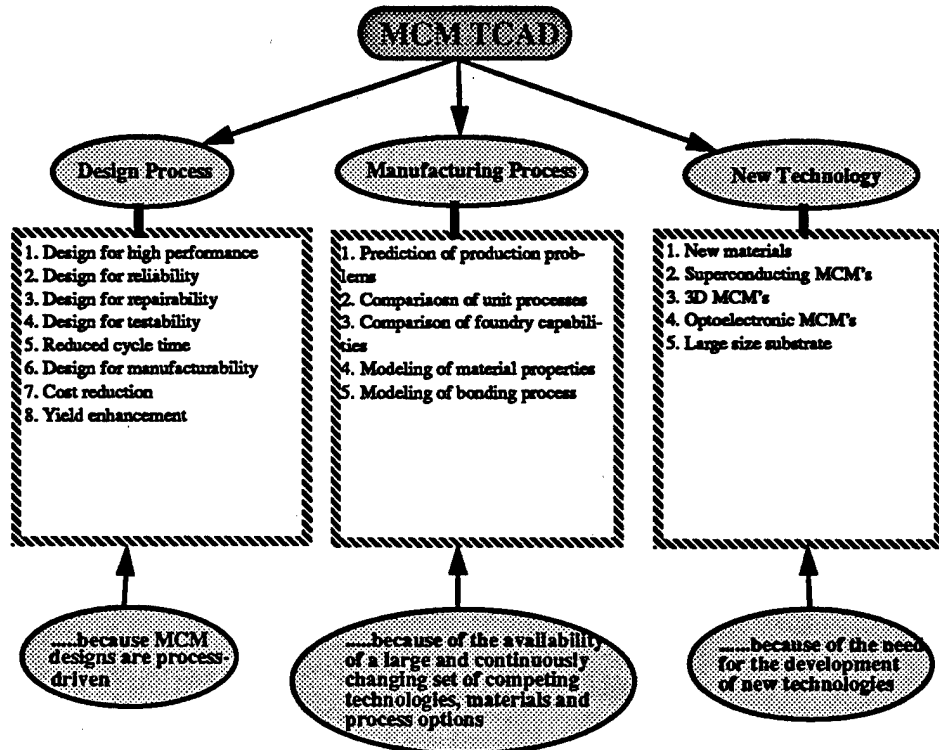 MCM TCAD
Design Process
Manufacturing Process
New Technology
1. Design for high performance
2. Design for reliability
3. Design for repairability
4. Design for testability
5. Reduced cycle time
6. Design for manufacturability
7. Cost reduction
8. Yield enhancement
1. Prediction of production prob-
lems
2. Comparisosn of unit processes
3. Comparison of foundry capabili-
ties
4. Modeling of material properties
5. Modeling of bonding process
1. New materials
2. Superconducting MCM's
3. 3D MCM's
4. Optoelectronic MCM's
5. Large size substrate
.....because MCM
designs are process-
driven
.....because of the availability
of a large and continuously
changing set of competing
technologies, materials and
process options
......because of the need
for the development
of new technologies